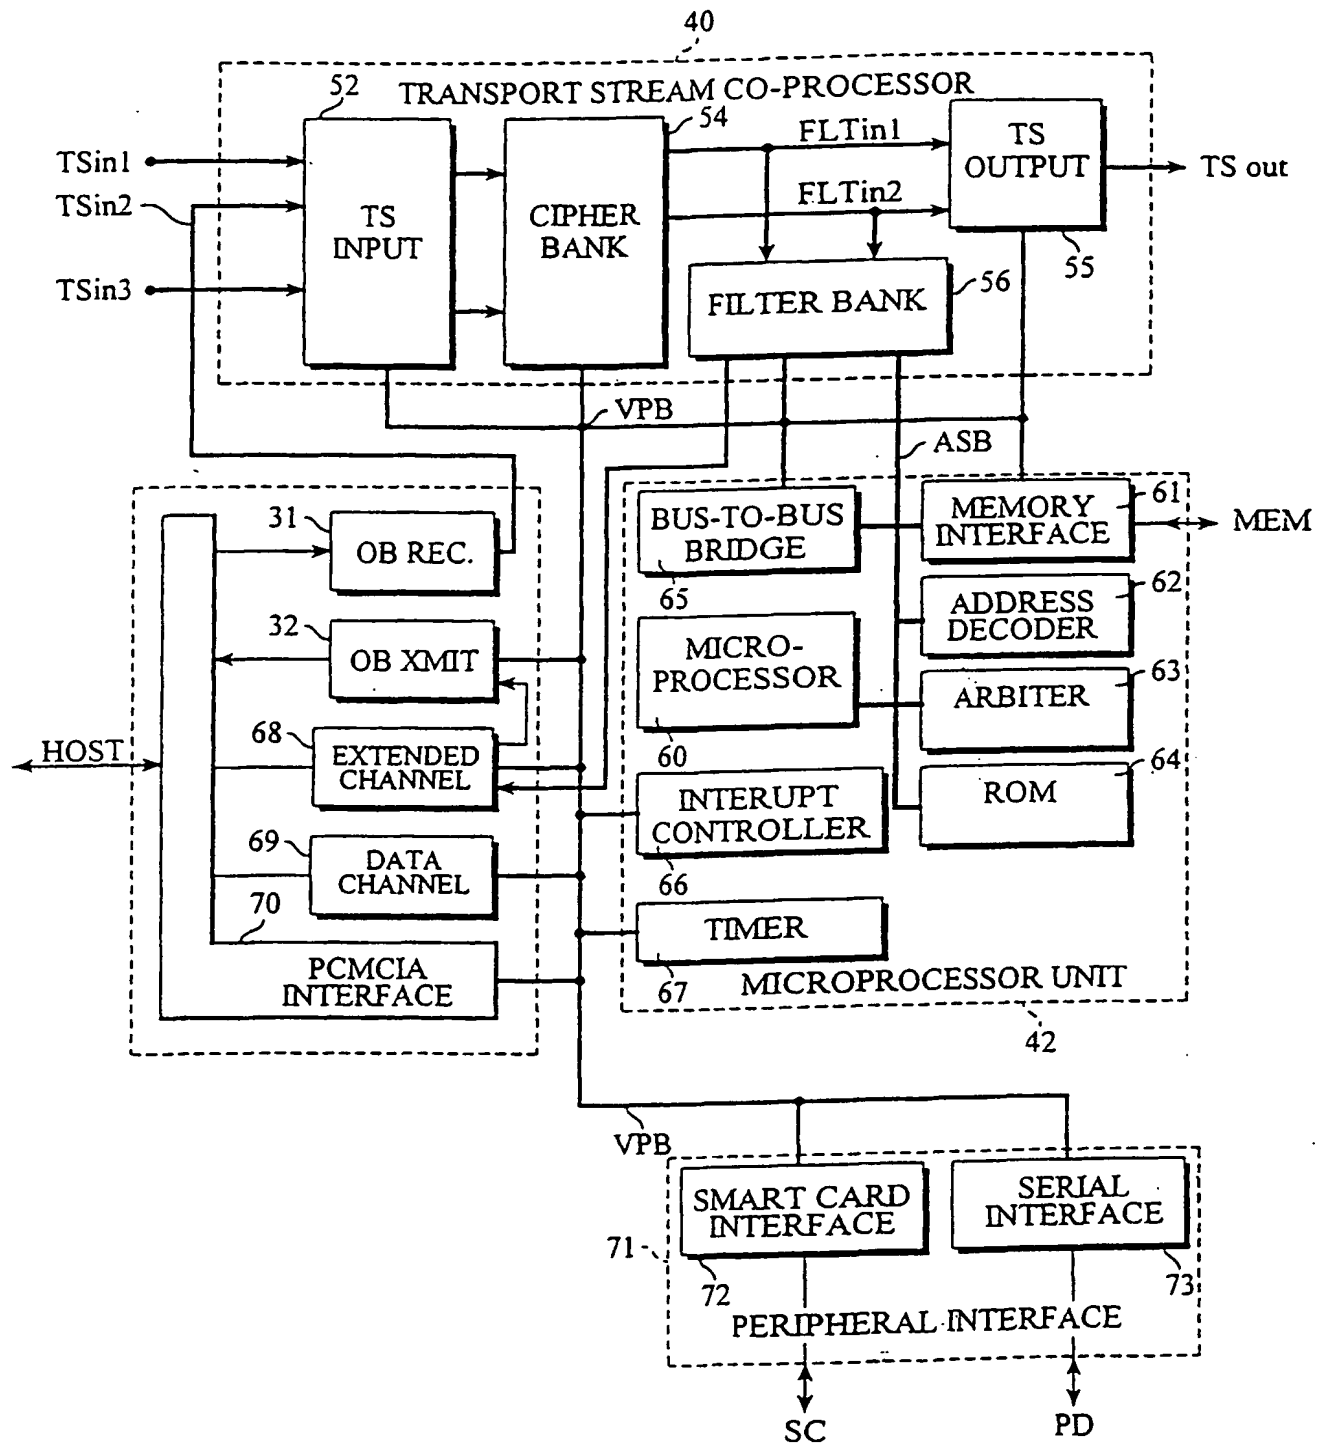 40
TRANSPORT STREAM CO-PROCESSOR
52
54
TSin1
TSin2
TSin3
TS
INPUT
CIPHER
BANK
FLTin1
FLTin2
TS
OUTPUT
TS out
55
56
FILTER BANK
VPB
ASB
31
OB REC.
32
OB XMIT
68
EXTENDED
CHANNEL
HOST
69
DATA
CHANNEL
70
PCMCIA
INTERFACE
BUS-TO-BUS
BRIDGE
65
MEMORY
INTERFACE
61
MEM
62
ADDRESS
DECODER
MICRO-
PROCESSOR
60
63
ARBITER
64
ROM
INTERUPT
CONTROLLER
66
TIMER
67
MICROPROCESSOR UNIT
42
VPB
SMART CARD
INTERFACE
72
SERIAL
INTERFACE
73
71
PERIPHERAL INTERFACE
SC
PD